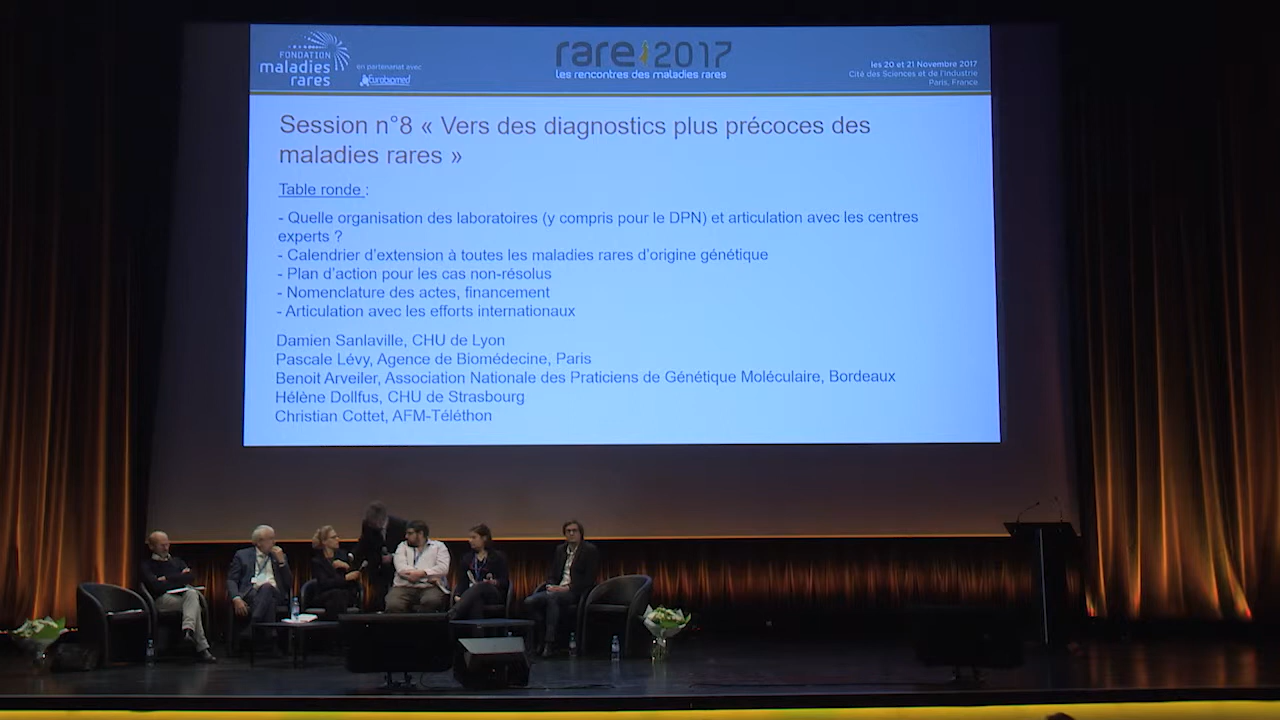 FONDATION
maladies
rares
en partenariat avec
Eurobiomed
rare 2017
les rencontres des maladies rares
les 20 et 21 Novembre 2017
Cité des Sciences et de l'Industrie
Paris, France
Session n°8 « Vers des diagnostics plus précoces des
maladies rares »
Table ronde :
- Quelle organisation des laboratoires (y compris pour le DPN) et articulation avec les centres
experts ?
- Calendrier d'extension à toutes les maladies rares d'origine génétique
- Plan d'action pour les cas non-résolus
- Nomenclature des actes, financement
- Articulation avec les efforts internationaux
Damien Sanlaville, CHU de Lyon
Pascale Lévy, Agence de Biomédecine, Paris
Benoit Arveiler, Association Nationale des Praticiens de Génétique Moléculaire, Bordeaux
Hélène Dollfus, CHU de Strasbourg
Christian Cottet, AFM-Téléthon